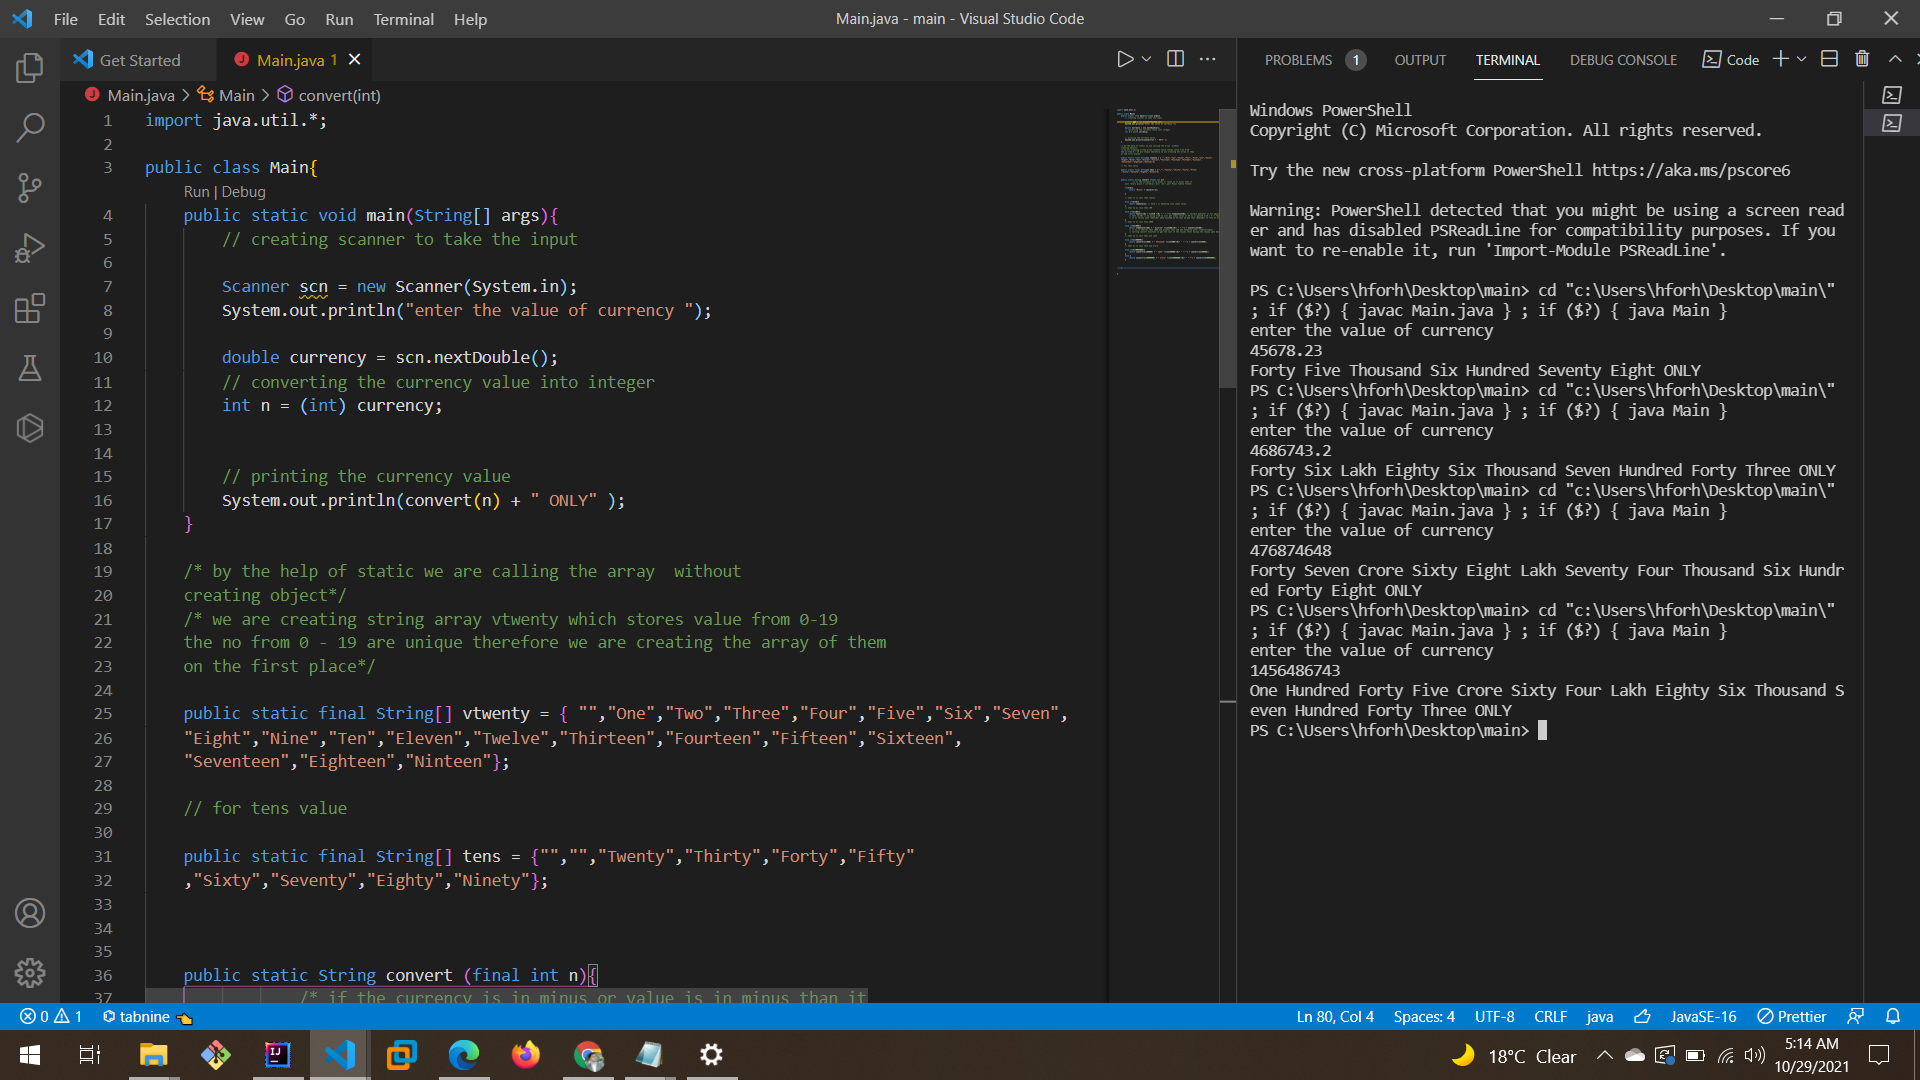 File Edit Selection View Go Run Terminal Help
Main.java - main - Visual Studio Code
Get Started
Main.java 1
Main.java > Main > convert(int)
1 import java.util.*;
2
3 public class Main{
Run | Debug
4 public static void main(String[] args){
5 // creating scanner to take the input
6
7 Scanner scn = new Scanner(System.in);
8 System.out.println("enter the value of currency ");
9
10 double currency = scn.nextDouble();
11 // converting the currency value into integer
12 int n = (int) currency;
13
14
15 // printing the currency value
16 System.out.println(convert(n) + " ONLY" );
17 }
18
19 /* by the help of static we are calling the array  without
20 creating object*/
21 /* we are creating string array vtwenty which stores value from 0-19
22 the no from 0 - 19 are unique therefore we are creating the array of them
23 on the first place*/
24
25 public static final String[] vtwenty = { "","One","Two","Three","Four","Five","Six","Seven",
26 "Eight","Nine","Ten","Eleven","Twelve","Thirteen","Fourteen","Fifteen","Sixteen",
27 "Seventeen","Eighteen","Ninteen"};
28
29 // for tens value
30
31 public static final String[] tens = {"","","Twenty","Thirty","Forty","Fifty"
32 ,"Sixty","Seventy","Eighty","Ninety"};
33
34
35
36 public static String convert (final int n){
37 /* if the currency is in minus or value is in minus than it
PROBLEMS 1 OUTPUT TERMINAL DEBUG CONSOLE Code
Windows PowerShell
Copyright (C) Microsoft Corporation. All rights reserved.
Try the new cross-platform PowerShell https://aka.ms/pscore6
Warning: PowerShell detected that you might be using a screen read
er and has disabled PSReadLine for compatibility purposes. If you
want to re-enable it, run 'Import-Module PSReadLine'.
PS C:\Users\hforh\Desktop\main> cd "c:\Users\hforh\Desktop\main\"
; if ($?) { javac Main.java } ; if ($?) { java Main }
enter the value of currency
45678.23
Forty Five Thousand Six Hundred Seventy Eight ONLY
PS C:\Users\hforh\Desktop\main> cd "c:\Users\hforh\Desktop\main\"
; if ($?) { javac Main.java } ; if ($?) { java Main }
enter the value of currency
4686743.2
Forty Six Lakh Eighty Six Thousand Seven Hundred Forty Three ONLY
PS C:\Users\hforh\Desktop\main> cd "c:\Users\hforh\Desktop\main\"
; if ($?) { javac Main.java } ; if ($?) { java Main }
enter the value of currency
476874648
Forty Seven Crore Sixty Eight Lakh Seventy Four Thousand Six Hundr
ed Forty Eight ONLY
PS C:\Users\hforh\Desktop\main> cd "c:\Users\hforh\Desktop\main\"
; if ($?) { javac Main.java } ; if ($?) { java Main }
enter the value of currency
1456486743
One Hundred Forty Five Crore Sixty Four Lakh Eighty Six Thousand S
even Hundred Forty Three ONLY
PS C:\Users\hforh\Desktop\main>
0 1 tabnine
Ln 80, Col 4 Spaces: 4 UTF-8 CRLF java JavaSE-16 Prettier
18°C Clear
5:14 AM
10/29/2021